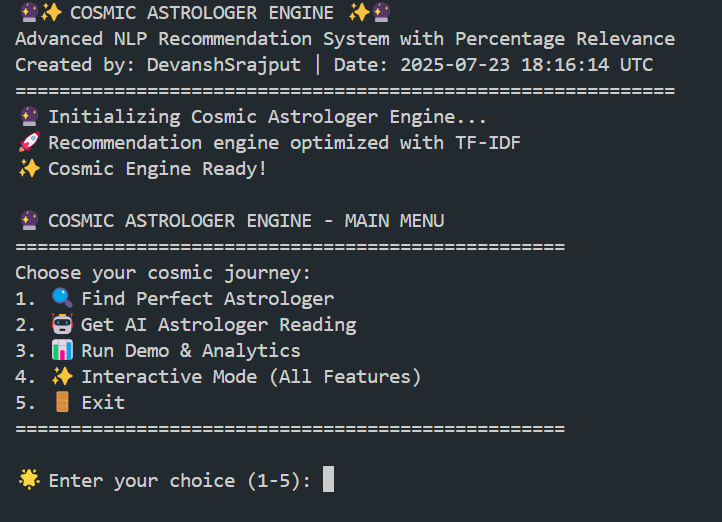 🔮✨ COSMIC ASTROLOGER ENGINE ✨🔮
Advanced NLP Recommendation System with Percentage Relevance
Created by: DevanshSrajput | Date: 2025-07-23 18:16:14 UTC
============================================================
🔮 Initializing Cosmic Astrologer Engine...
🚀 Recommendation engine optimized with TF-IDF
✨ Cosmic Engine Ready!
🔮 COSMIC ASTROLOGER ENGINE - MAIN MENU
==================================================
Choose your cosmic journey:
1. 🔍 Find Perfect Astrologer
2. 🤖 Get AI Astrologer Reading
3. 📊 Run Demo & Analytics
4. ✨ Interactive Mode (All Features)
5. 🚪 Exit
==================================================
🌟 Enter your choice (1-5):